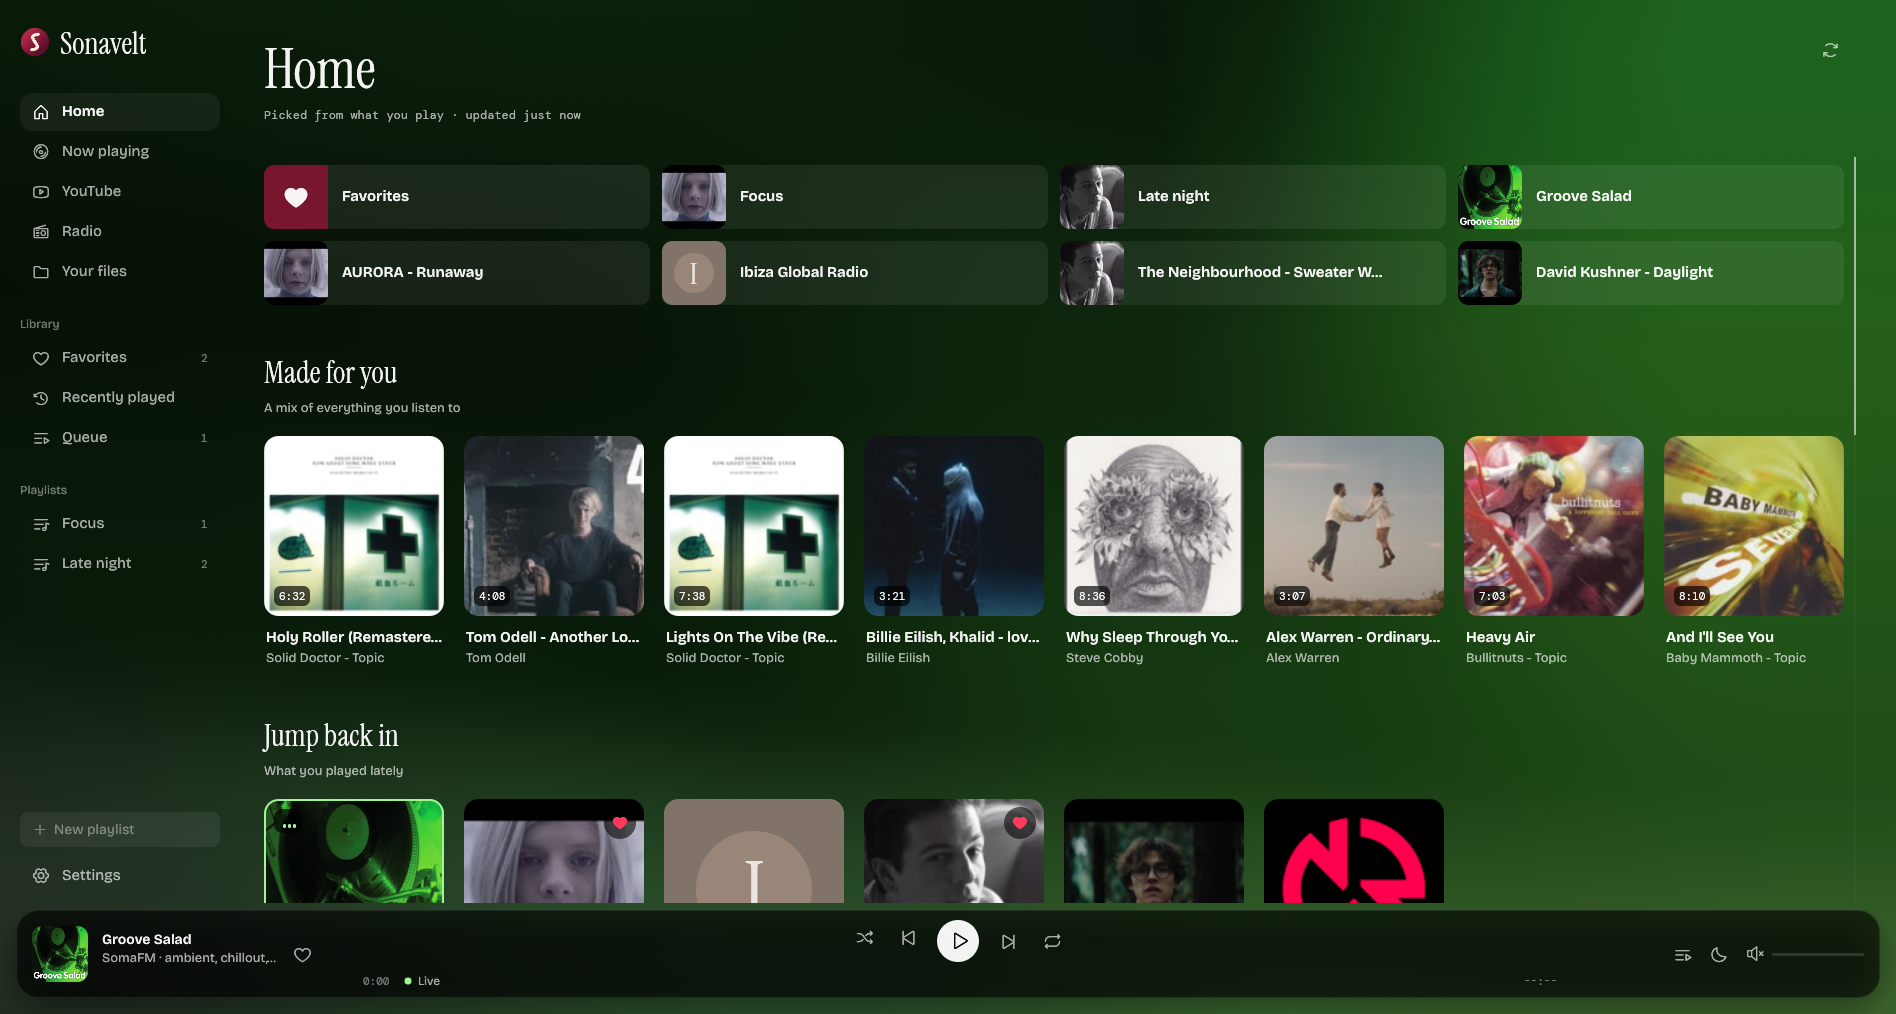 Sonavelt
Home
Now playing
YouTube
Radio
Your files
Library
Favorites 2
Recently played
Queue 1
Playlists
Focus 1
Late night 2
New playlist
Settings
Home
Picked from what you play · updated just now
Favorites
Focus
Late night
Groove Salad
Groove Salad
AURORA - Runaway
I
Ibiza Global Radio
The Neighbourhood - Sweater W...
David Kushner - Daylight
Made for you
A mix of everything you listen to
6:32
4:08
7:38
3:21
8:36
3:07
bullitnuts
7:03
BABY MAMMOTH
SEVEN
8:10
Holy Roller (Remastere...
Solid Doctor - Topic
Tom Odell - Another Lo...
Tom Odell
Lights On The Vibe (Re...
Solid Doctor - Topic
Billie Eilish, Khalid - lov...
Billie Eilish
Why Sleep Through Yo...
Steve Cobby
Alex Warren - Ordinary...
Alex Warren
Heavy Air
Bullitnuts - Topic
And I'll See You
Baby Mammoth - Topic
Jump back in
What you played lately
I
Groove Salad
Groove Salad
SomaFM · ambient, chillout,...
0:00
Live
--:--